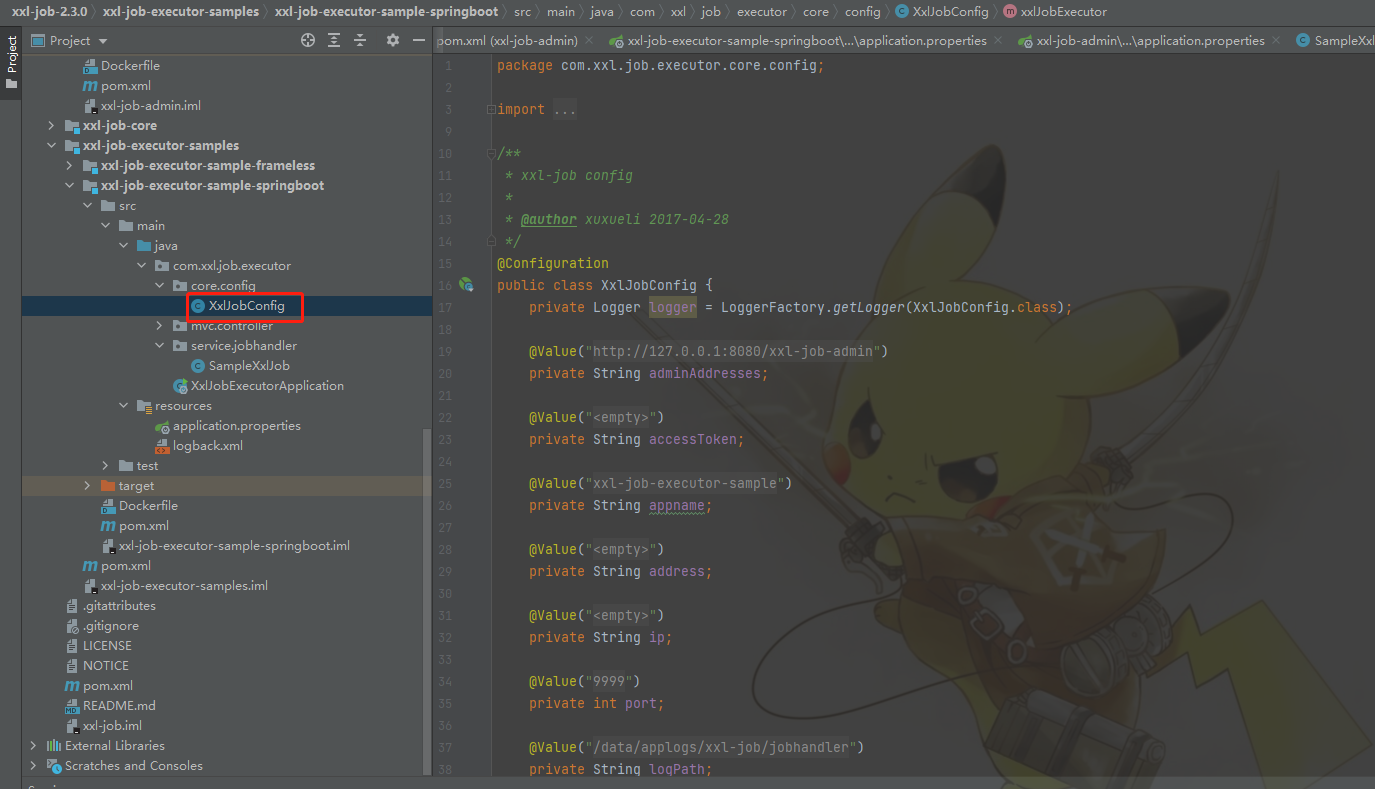 xxl-job-2.3.0 xxl-job-executor-samples xxl-job-executor-sample-springboot src main java com xxl job executor core config XxlJobConfig xxlJobExecutor
Project
Project
Dockerfile
pom.xml
xxl-job-admin.iml
xxl-job-core
xxl-job-executor-samples
xxl-job-executor-sample-frameless
xxl-job-executor-sample-springboot
src
main
java
com.xxl.job.executor
core.config
XxlJobConfig
mvc.controller
service.jobhandler
SampleXxlJob
XxlJobExecutorApplication
resources
application.properties
logback.xml
test
target
Dockerfile
pom.xml
xxl-job-executor-sample-springboot.iml
pom.xml
xxl-job-executor-samples.iml
.gitattributes
.gitignore
LICENSE
NOTICE
pom.xml
README.md
xxl-job.iml
External Libraries
Scratches and Consoles
pom.xml (xxl-job-admin) xxl-job-executor-sample-springboot\...\application.properties xxl-job-admin\...\application.properties SampleXxl
1 package com.xxl.job.executor.core.config;
2
3 import ...
9
10 /**
11 * xxl-job config
12 *
13 * @author xuxueli 2017-04-28
14 */
15 @Configuration
16 public class XxlJobConfig {
17 private Logger logger = LoggerFactory.getLogger(XxlJobConfig.class);
18
19 @Value("http://127.0.0.1:8080/xxl-job-admin")
20 private String adminAddresses;
21
22 @Value("<empty>")
23 private String accessToken;
24
25 @Value("xxl-job-executor-sample")
26 private String appname;
27
28 @Value("<empty>")
29 private String address;
30
31 @Value("<empty>")
32 private String ip;
33
34 @Value("9999")
35 private int port;
36
37 @Value("/data/applogs/xxl-job/jobhandler")
38 private String logPath;